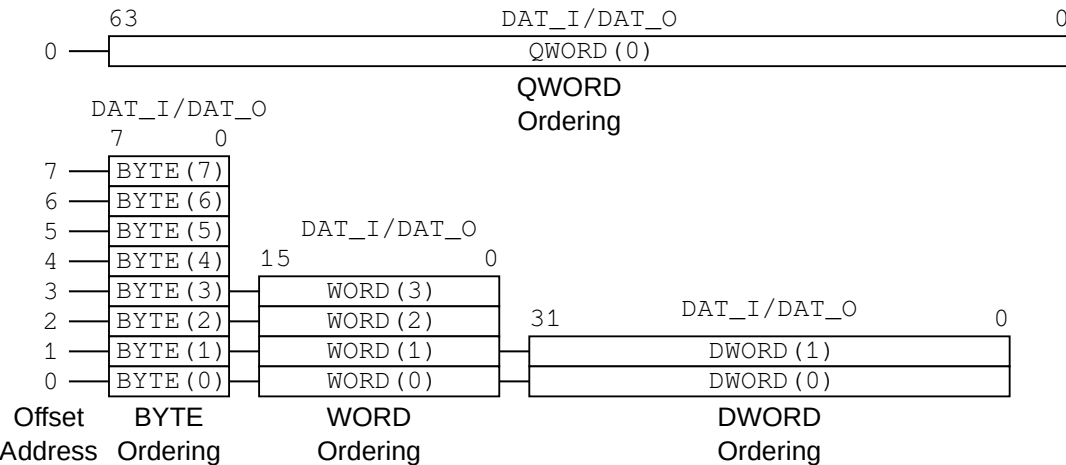 63 DAT_I/DAT_O 0
0 QWORD(0)
QWORD
Ordering
DAT_I/DAT_O
7 0
7 BYTE(7)
6 BYTE(6)
5 BYTE(5) DAT_I/DAT_O
4 BYTE(4) 15 0
3 BYTE(3) WORD(3)
2 BYTE(2) WORD(2) 31 DAT_I/DAT_O 0
1 BYTE(1) WORD(1) DWORD(1)
0 BYTE(0) WORD(0) DWORD(0)
Offset BYTE WORD DWORD
Address Ordering Ordering Ordering